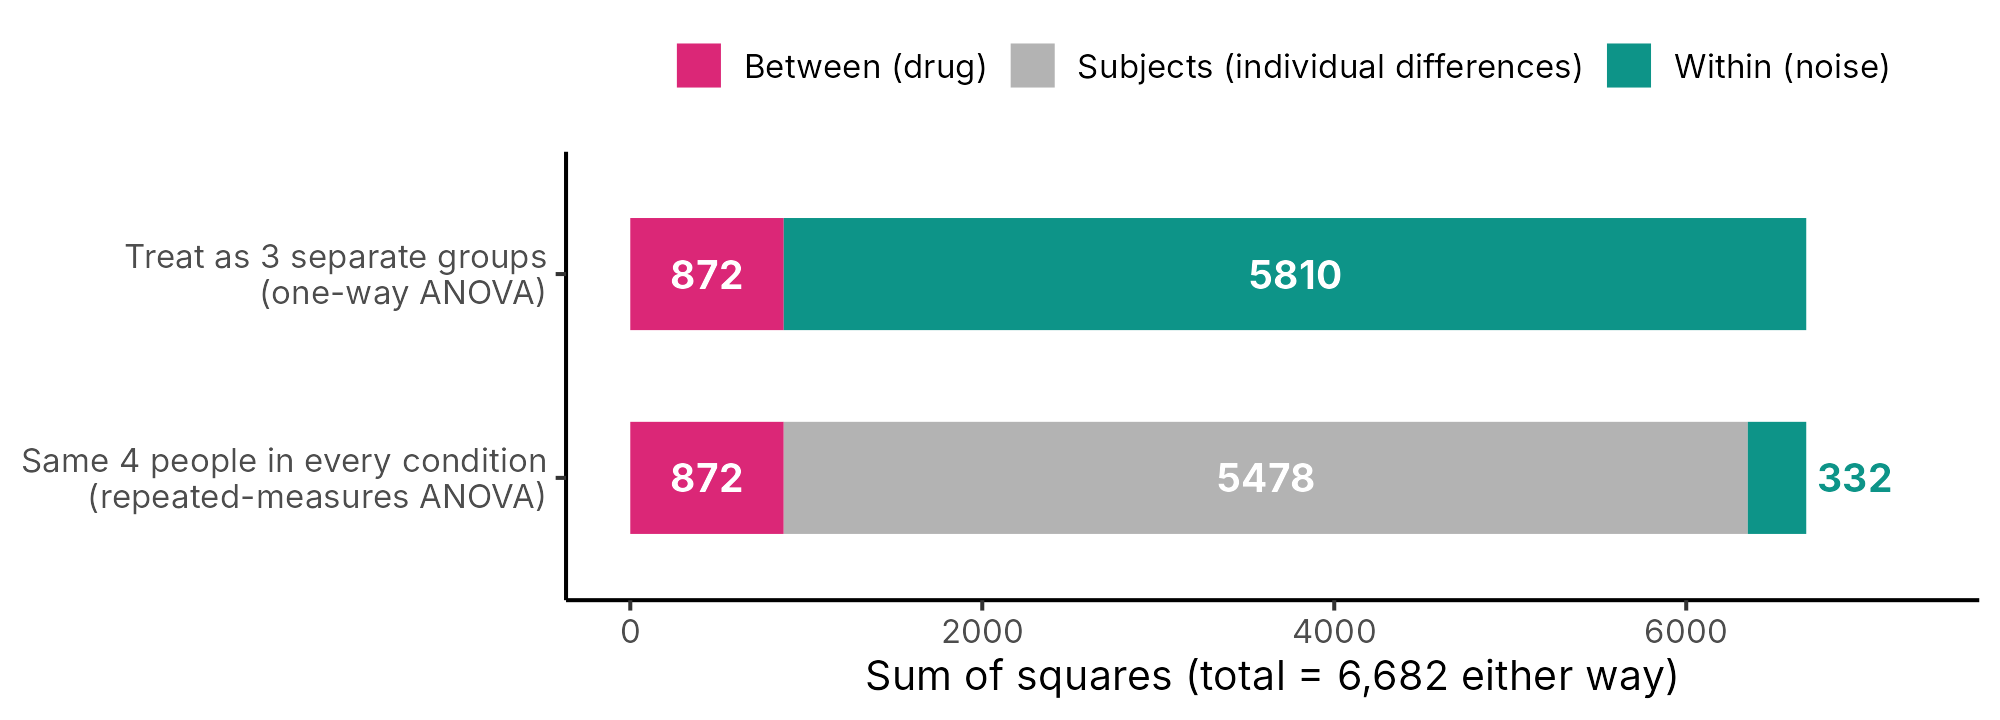 Between (drug) Subjects (individual differences) Within (noise)
Treat as 3 separate groups
(one-way ANOVA)
872 5810
Same 4 people in every condition
(repeated-measures ANOVA)
872 5478 332
0 2000 4000 6000
Sum of squares (total = 6,682 either way)